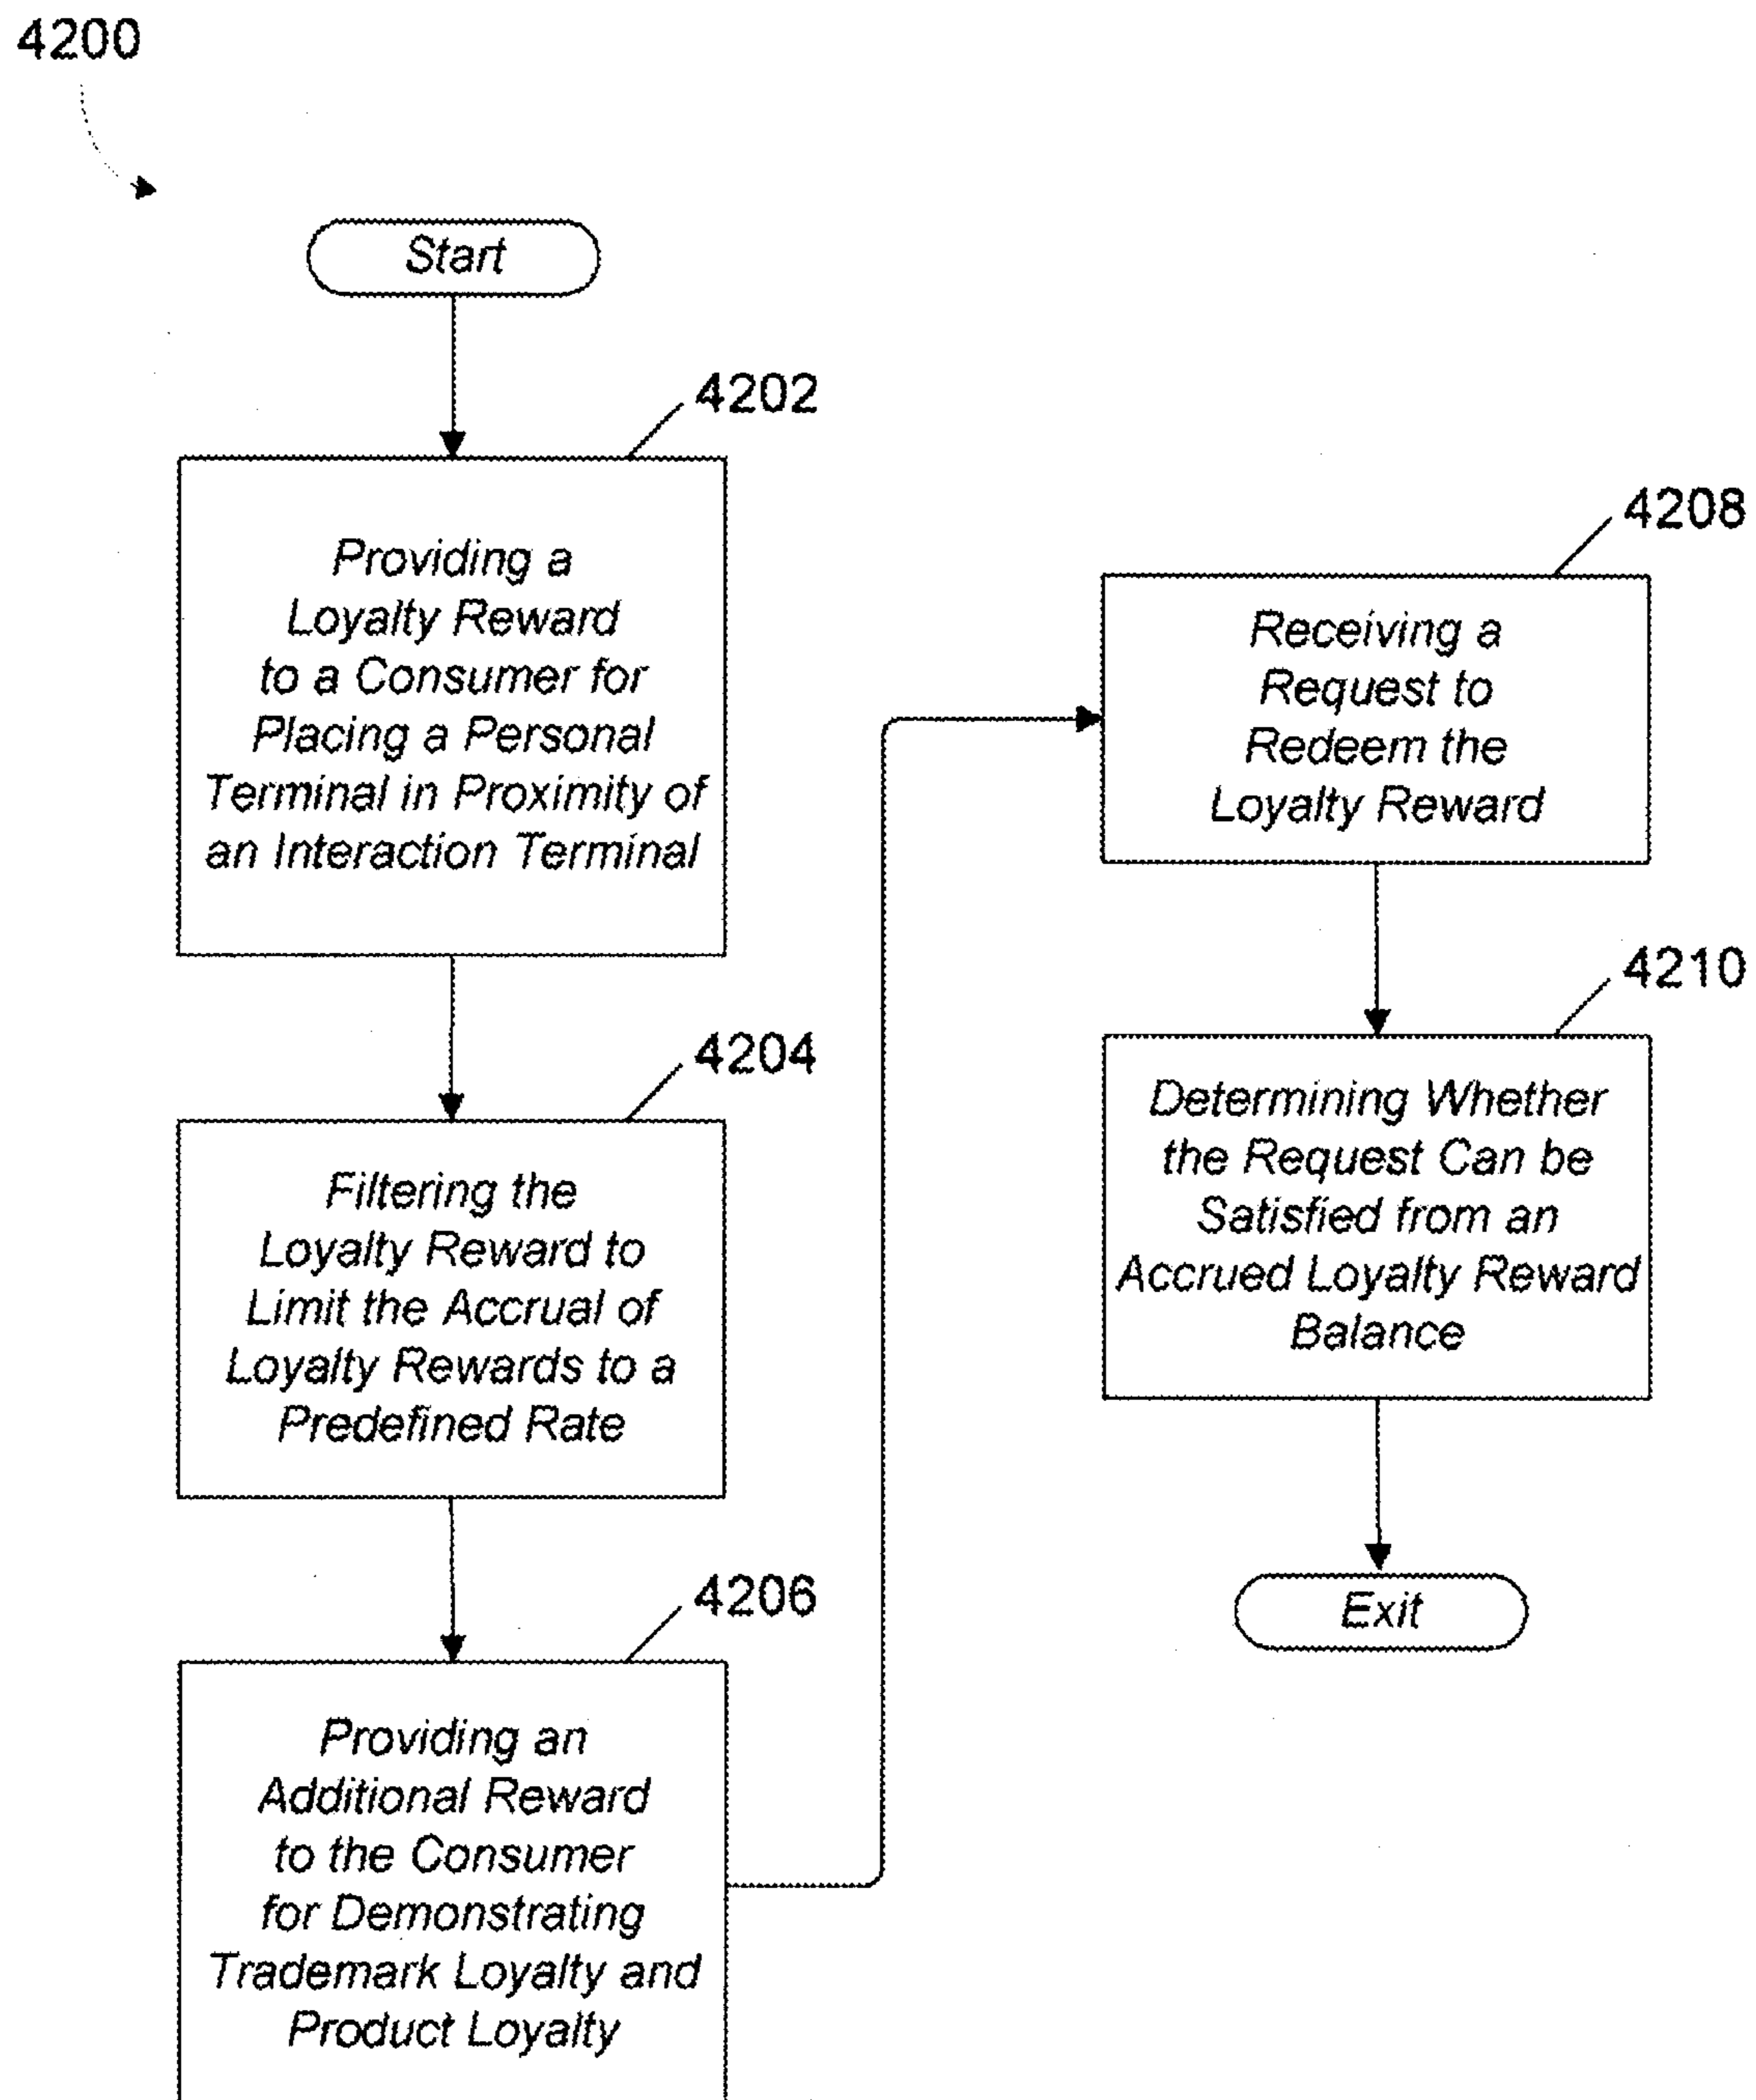 4200
Start
4202
Providing a
Loyalty Reward
to a Consumer for
Placing a Personal
Terminal in Proximity of
an Interaction Terminal
4204
Filtering the
Loyalty Reward to
Limit the Accrual of
Loyalty Rewards to a
Predefined Rate
4206
Providing an
Additional Reward
to the Consumer
for Demonstrating
Trademark Loyalty and
Product Loyalty
4208
Receiving a
Request to
Redeem the
Loyalty Reward
4210
Determining Whether
the Request Can be
Satisfied from an
Accrued Loyalty Reward
Balance
Exit